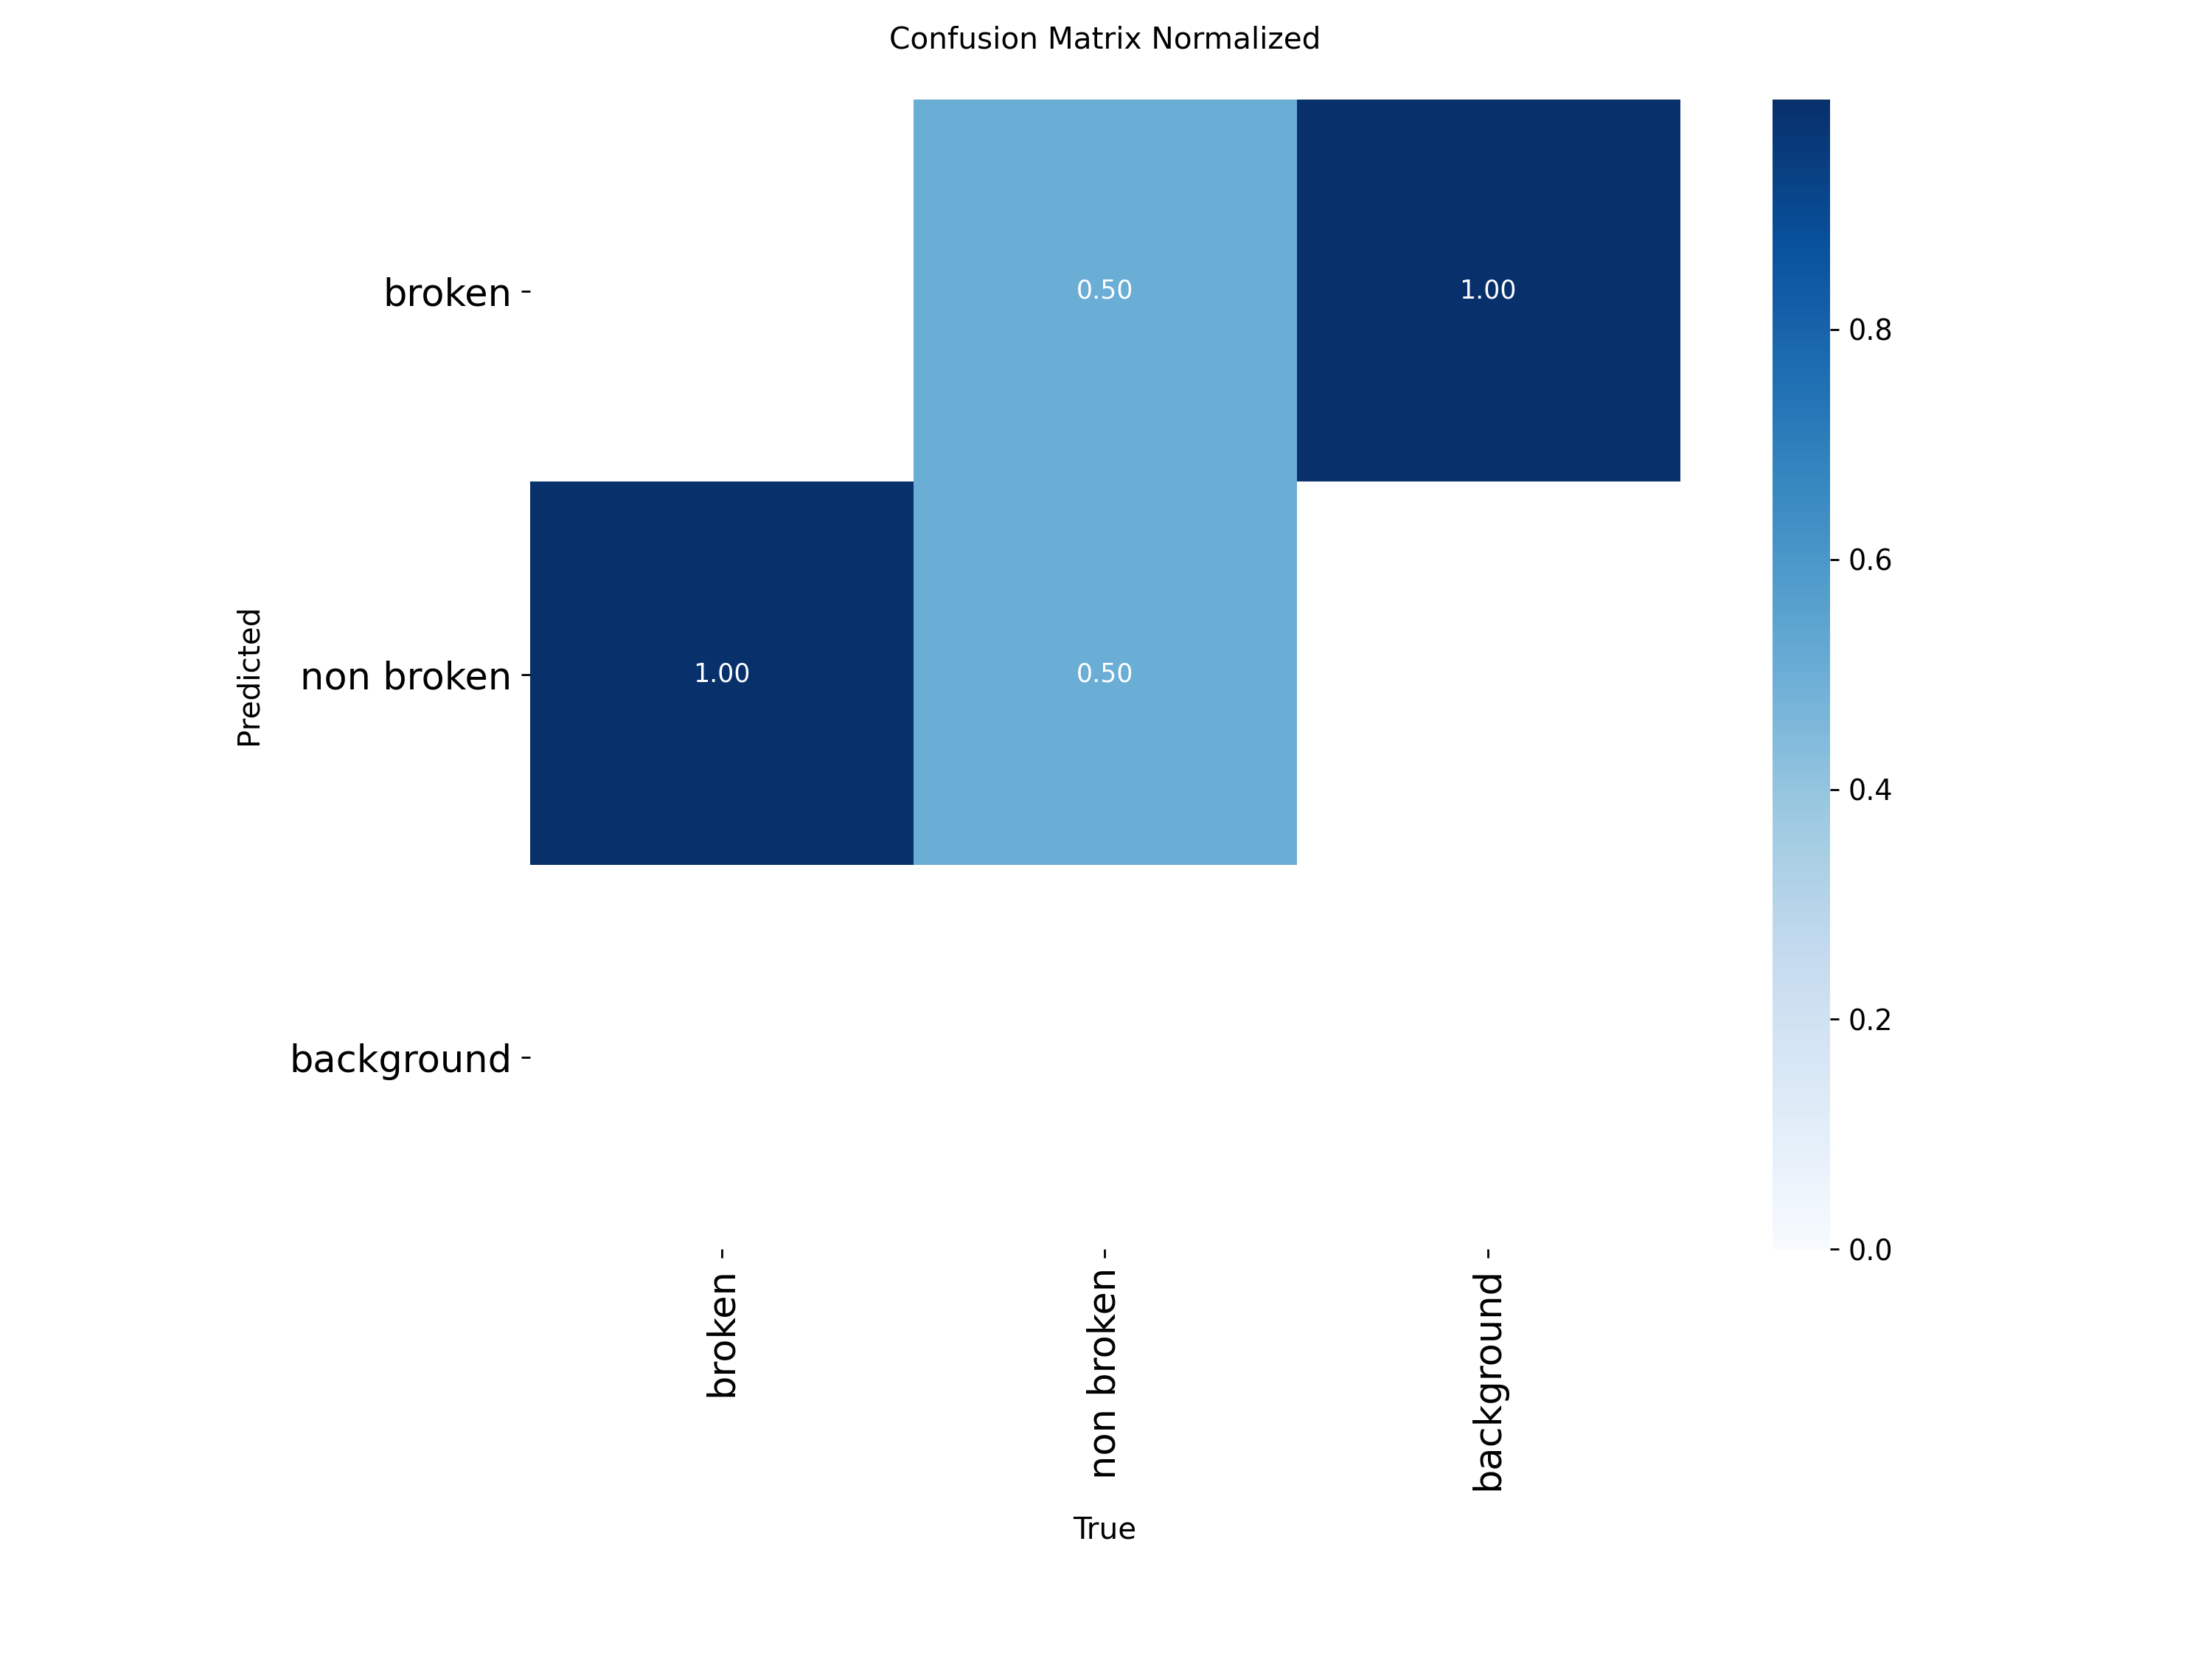 Confusion Matrix Normalized
broken
0.50
1.00
0.8
0.6
Predicted
non broken
1.00
0.50
0.4
background
0.2
0.0
broken
non broken
background
True